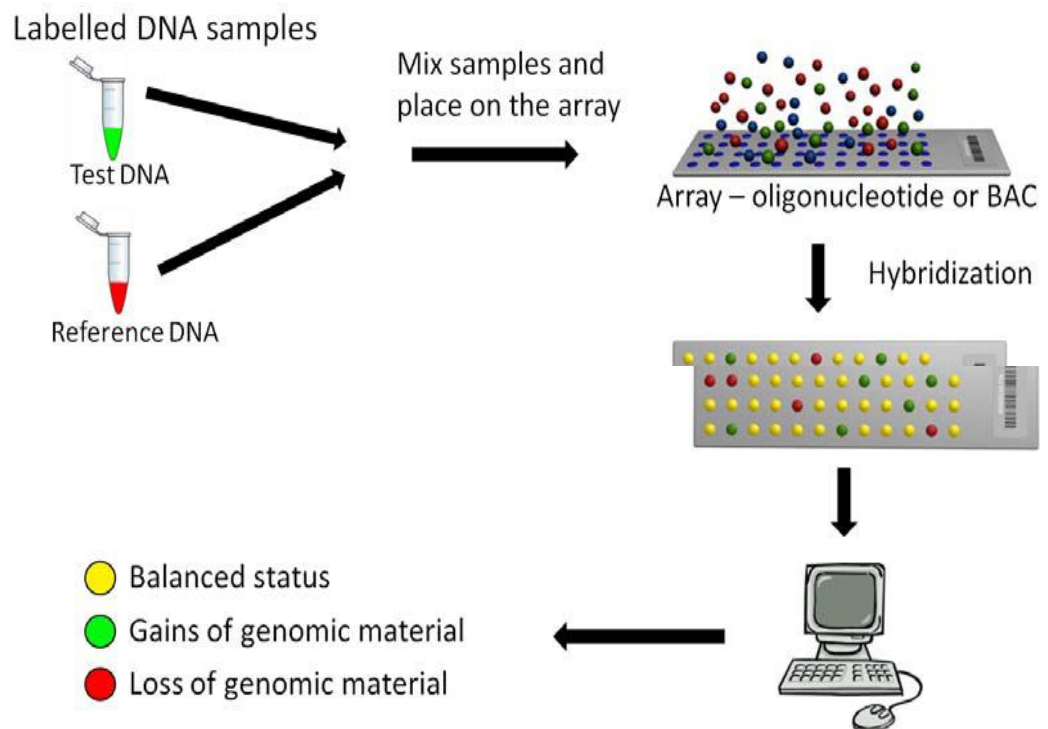 Labelled DNA samples
Test DNA
Reference DNA
Mix samples and
place on the array
Array – oligonucleotide or BAC
Hybridization
Balanced status
Gains of genomic material
Loss of genomic material